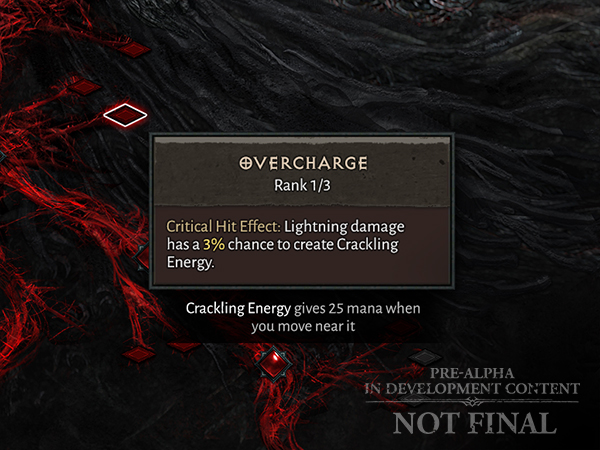 OVERCHARGE
Rank 1/3
Critical Hit Effect: Lightning damage
has a 3% chance to create Crackling
Energy.
Crackling Energy gives 25 mana when
you move near it
PRE-ALPHA
IN DEVELOPMENT CONTENT
NOT FINAL